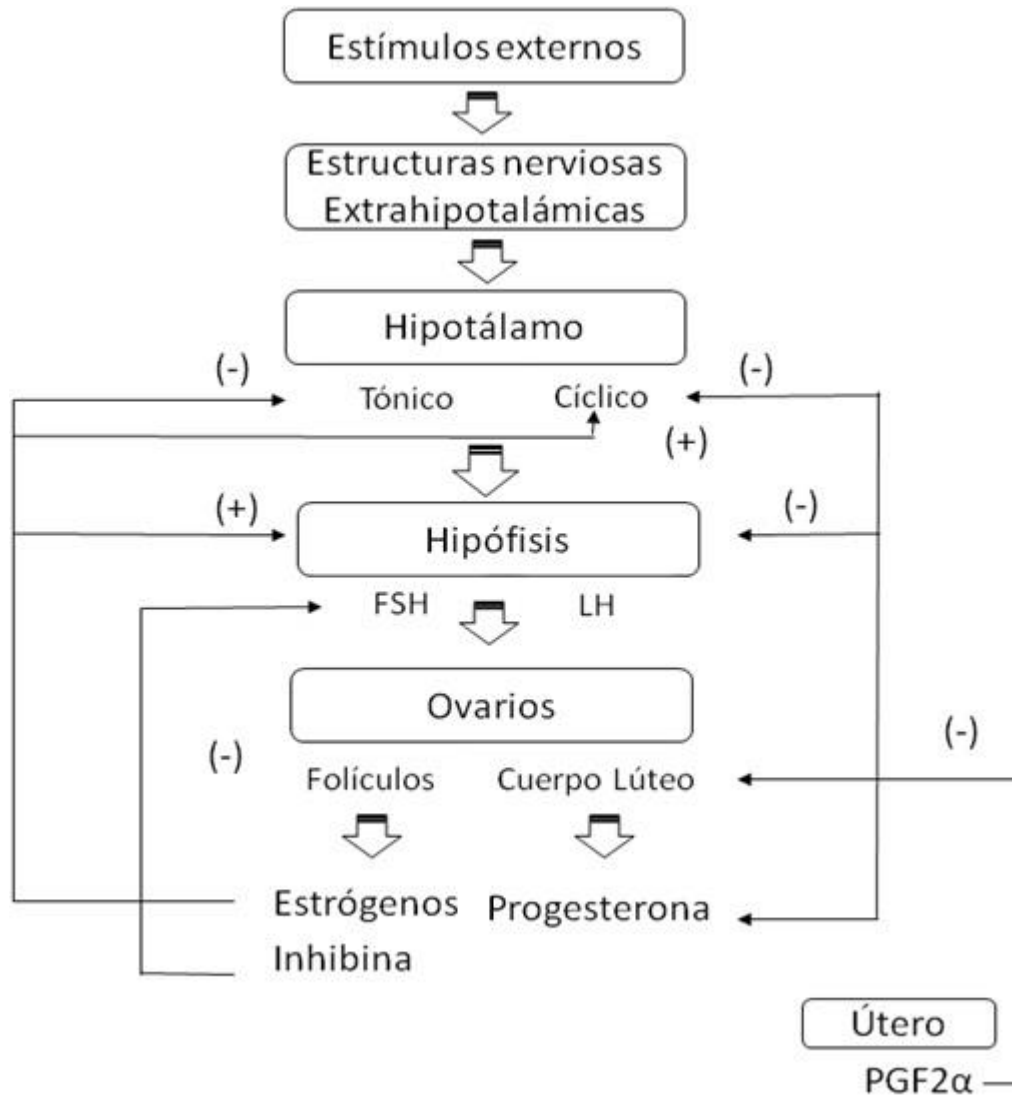 Estímulos externos
Estructuras nerviosas
Extrahipotalámicas
Hipotálamo
(-)
(-)
Tónico
Cíclico
(+)
(+)
(-)
Hipófisis
FSH
LH
Ovarios
(-)
(-)
Folículos
Cuerpo Lúteo
Estrógenos
Progesterona
Inhibina
Útero
PGF2α